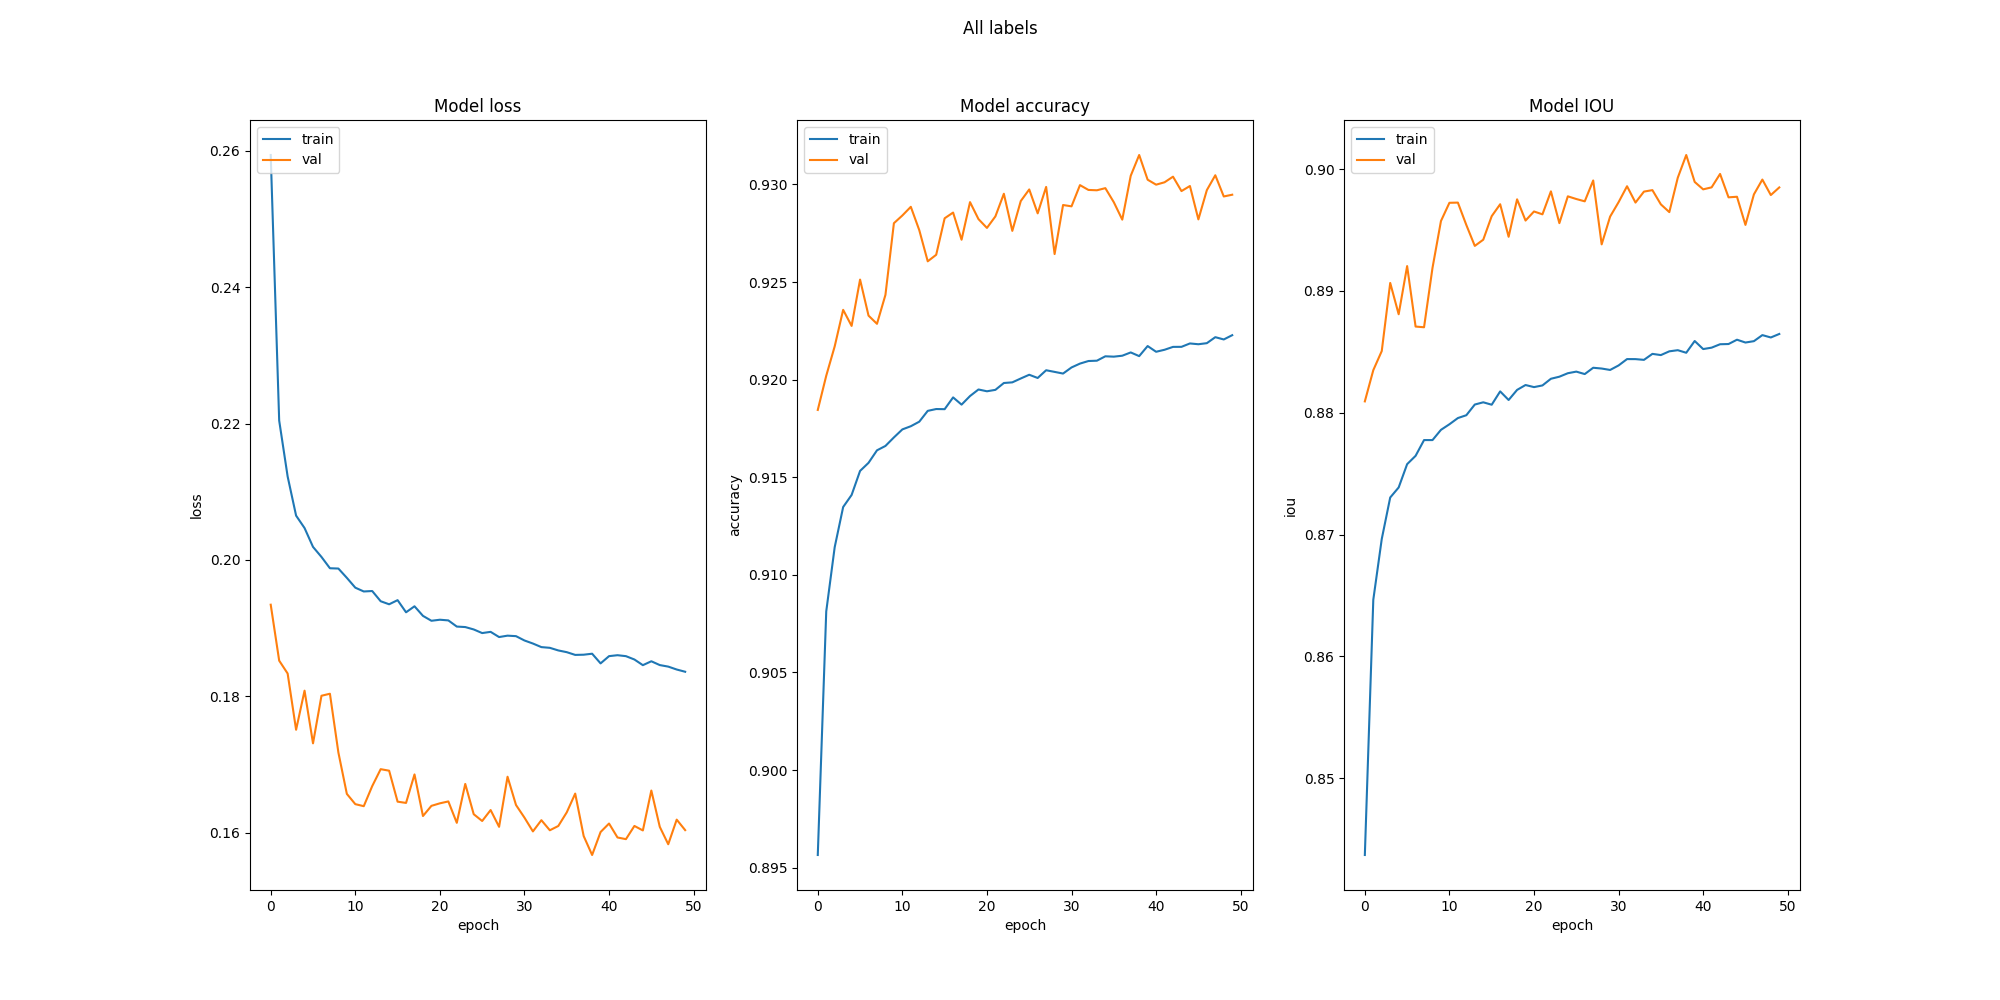 All labels
Model loss
train
val
0.26
0.24
0.22
0.20
0.18
0.16
loss
0 10 20 30 40 50
epoch
Model accuracy
train
val
0.930
0.925
0.920
0.915
0.910
0.905
0.900
0.895
accuracy
0 10 20 30 40 50
epoch
Model IOU
train
val
0.90
0.89
0.88
0.87
0.86
0.85
iou
0 10 20 30 40 50
epoch